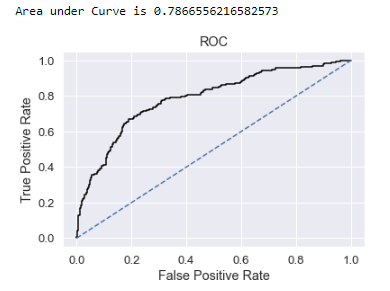 Area under Curve is 0.7866556216582573
ROC
1.0
0.8
0.6
0.4
0.2
0.0
True Positive Rate
0.0 0.2 0.4 0.6 0.8 1.0
False Positive Rate